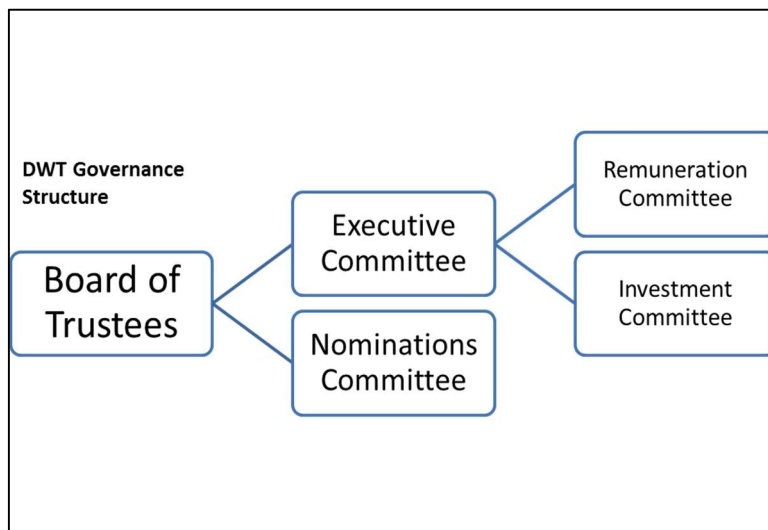 DWT Governance
Structure
Board of
Trustees
Executive
Committee
Nominations
Committee
Remuneration
Committee
Investment
Committee